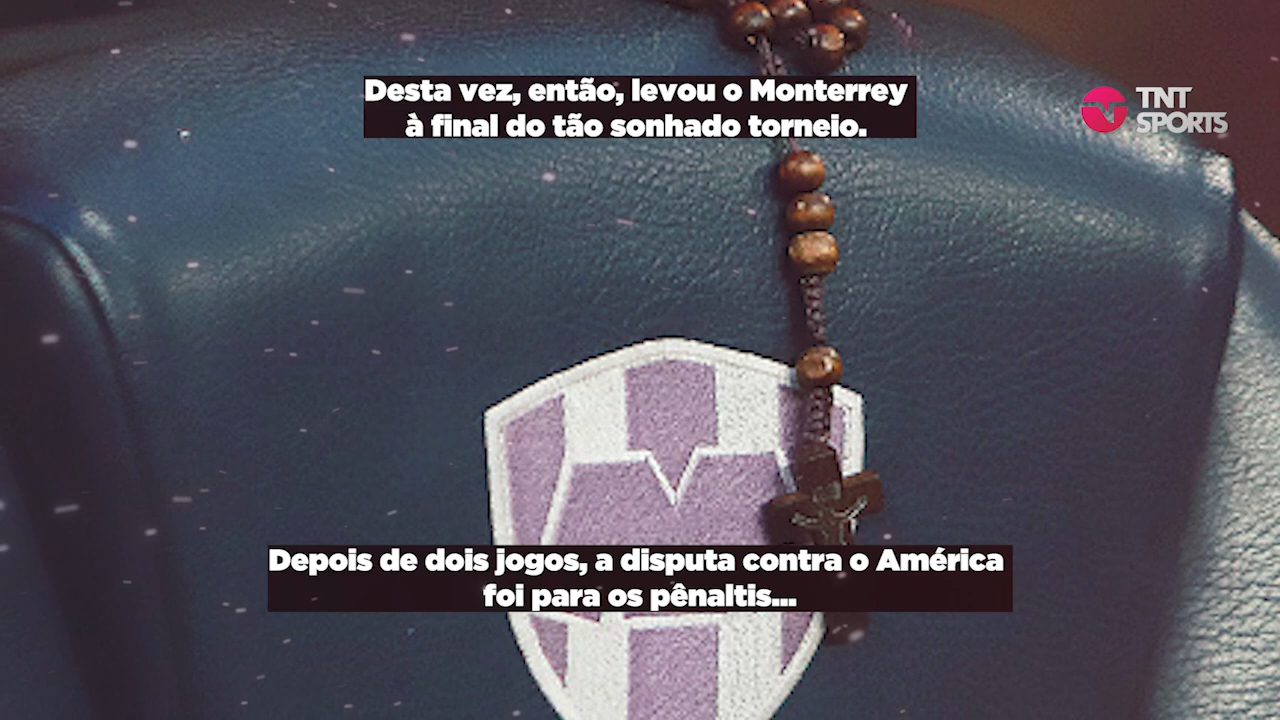 Desta vez, então, levou o Monterrey
à final do tão sonhado torneio.
TNT
SPORTS
Depois de dois jogos, a disputa contra o América
foi para os pênaltis...